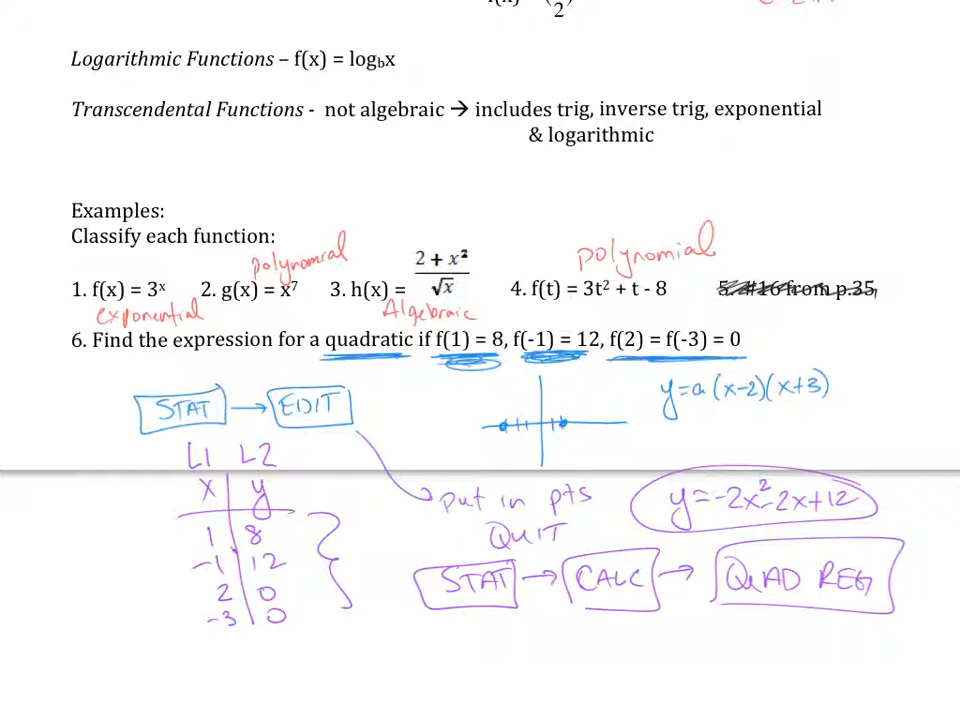 2
Logarithmic Functions – f(x) = log_b x
Transcendental Functions - not algebraic → includes trig, inverse trig, exponential
& logarithmic
Examples:
Classify each function:
polynomial
polynomial
1. f(x) = 3ˣ 2. g(x) = x⁷ 3. h(x) = (2 + x²)/√x 4. f(t) = 3t² + t - 8 5. #16 from p.35,
exponential Algebraic
6. Find the expression for a quadratic if f(1) = 8, f(-1) = 12, f(2) = f(-3) = 0
STAT → EDIT
y=a(x-2)(x+3)
L1 L2
x y
put in pts
y=-2x²-2x+12
QUIT
1 8
-1 12
2 0
-3 0
STAT → CALC → QUAD REG